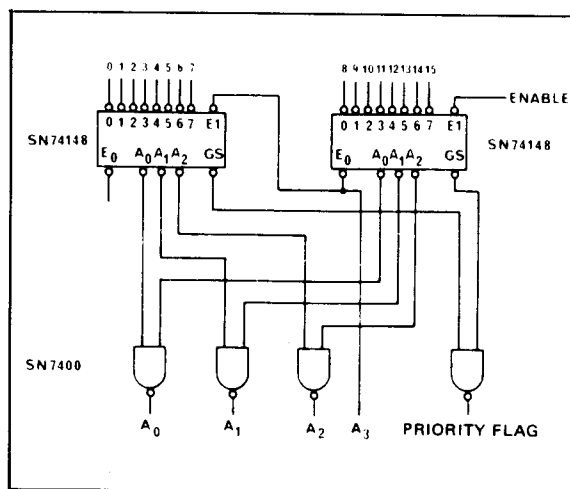 0 1 2 3 4 5 6 7
8 9 10 11 12 13 14 15
ENABLE
SN74148
0 1 2 3 4 5 6 7 E1
E0 A0 A1 A2 GS
0 1 2 3 4 5 6 7 E1
E0 A0 A1 A2 GS
SN74148
SN7400
A0
A1
A2
A3
PRIORITY FLAG